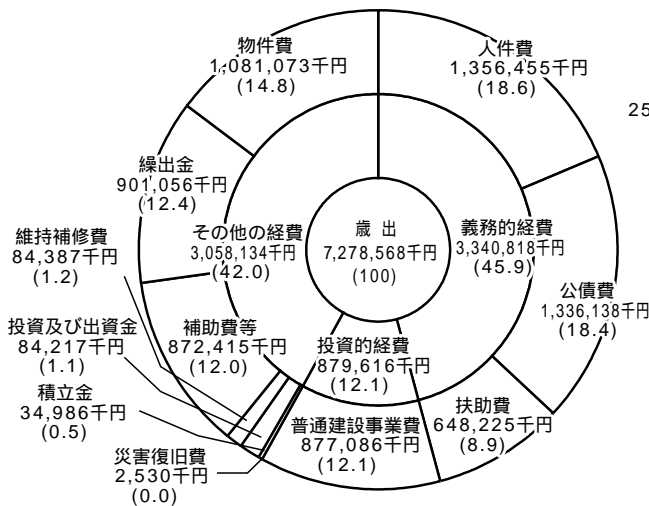 物件費
1,081,073千円
(14.8)
人件費
1,356,455千円
(18.6)
25
繰出金
901,056千円
(12.4)
維持補修費
84,387千円
(1.2)
その他の経費
3,058,134千円
(42.0)
歳 出
7,278,568千円
(100)
義務的経費
3,340,818千円
(45.9)
公債費
1,336,138千円
(18.4)
投資及び出資金
84,217千円
(1.1)
補助費等
872,415千円
(12.0)
投資的経費
879,616千円
(12.1)
積立金
34,986千円
(0.5)
普通建設事業費
877,086千円
(12.1)
扶助費
648,225千円
(8.9)
災害復旧費
2,530千円
(0.0)